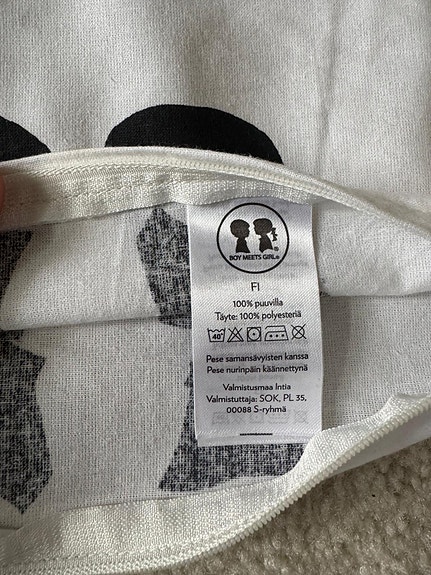 BOY MEETS GIRL®
FI
100% puuvilla
Täyte: 100% polyesteriä
40°
Pese samansävyisten kanssa
Pese nurinpäin käännettynä
Valmistusmaa Intia
Valmistuttaja: SOK, PL 35,
00088 S-ryhmä